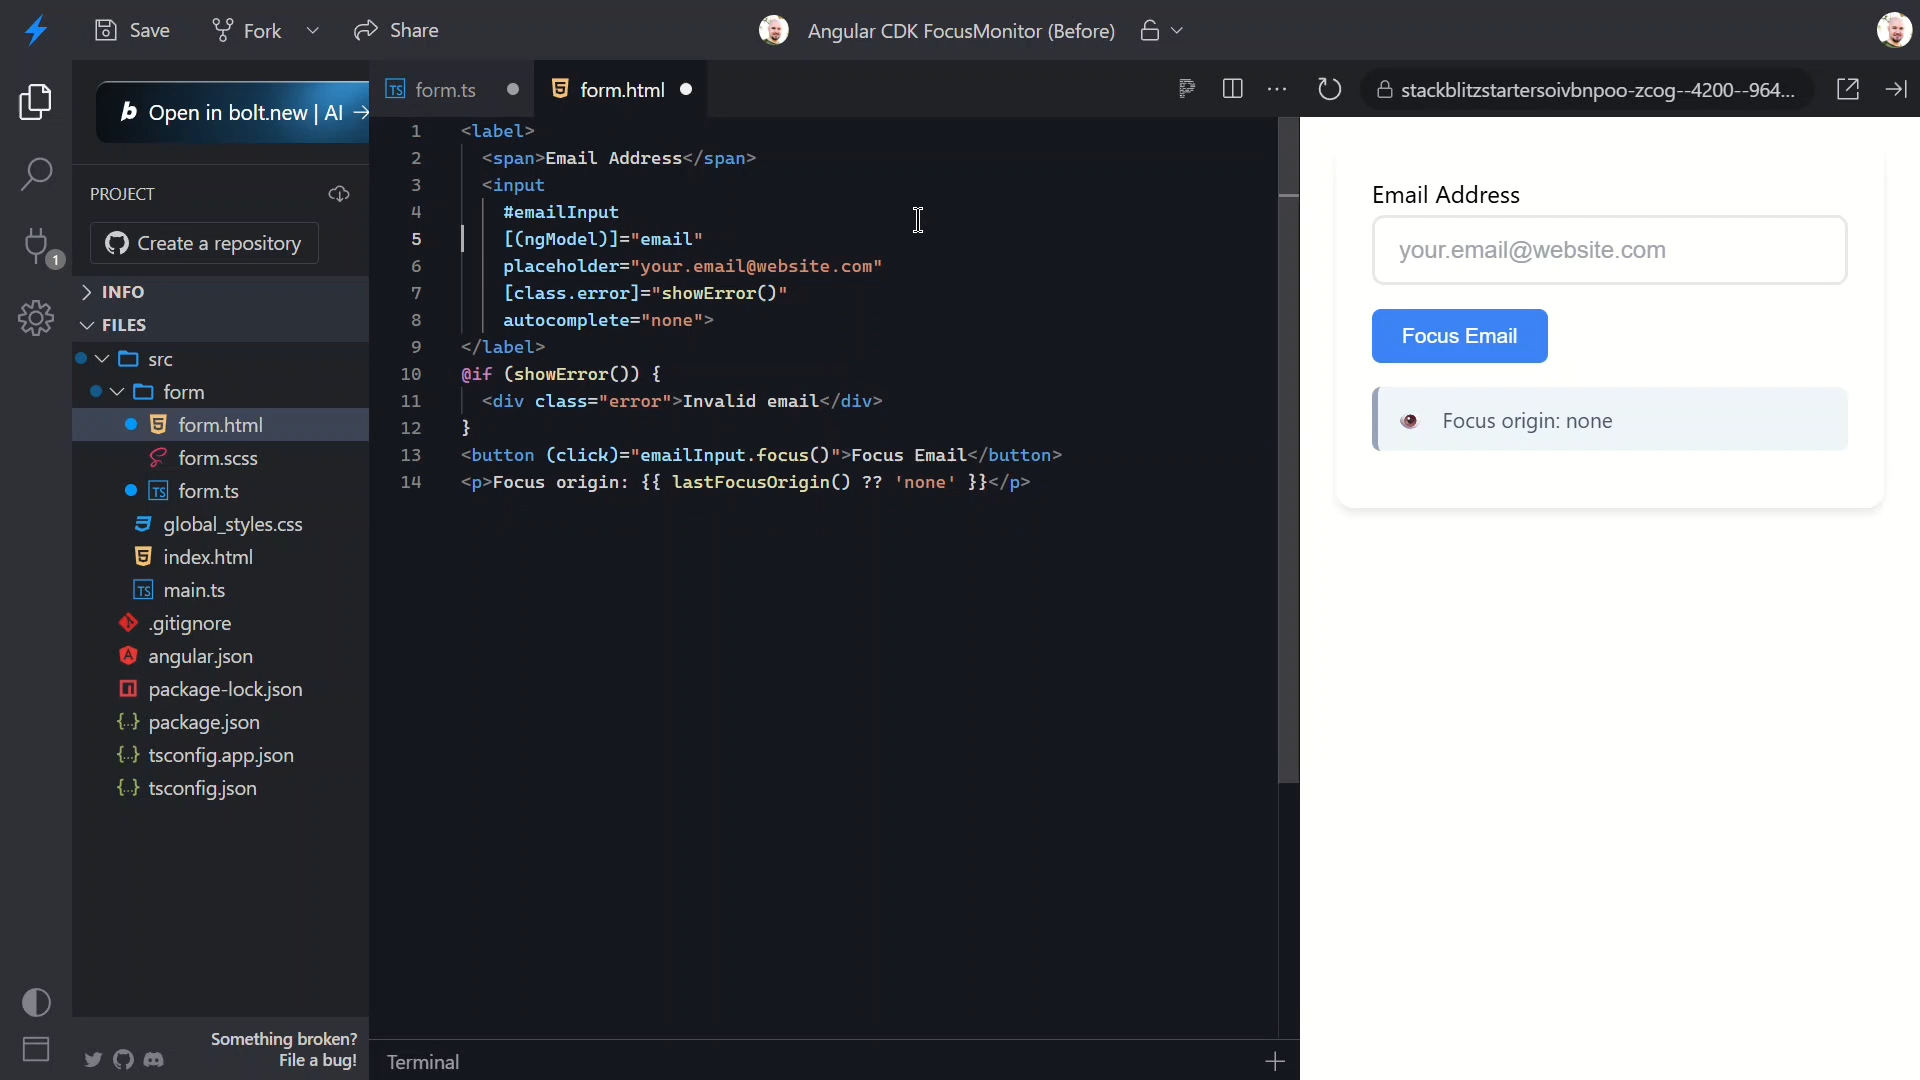 Save
Fork
Share
Angular CDK FocusMonitor (Before)
b Open in bolt.new | AI
PROJECT
Create a repository
1
INFO
FILES
src
form
form.html
form.scss
TS form.ts
global_styles.css
index.html
TS main.ts
.gitignore
angular.json
package-lock.json
{..} package.json
{..} tsconfig.app.json
{..} tsconfig.json
Something broken?
File a bug!
TS form.ts
form.html
1 <label>
2 <span>Email Address</span>
3 <input
4 #emailInput
5 [(ngModel)]="email"
6 placeholder="your.email@website.com"
7 [class.error]="showError()"
8 autocomplete="none">
9 </label>
10 @if (showError()) {
11 <div class="error">Invalid email</div>
12 }
13 <button (click)="emailInput.focus()">Focus Email</button>
14 <p>Focus origin: {{ lastFocusOrigin() ?? 'none' }}</p>
Terminal
stackblitzstartersoivbnpoo-zcog--4200--964...
Email Address
your.email@website.com
Focus Email
Focus origin: none